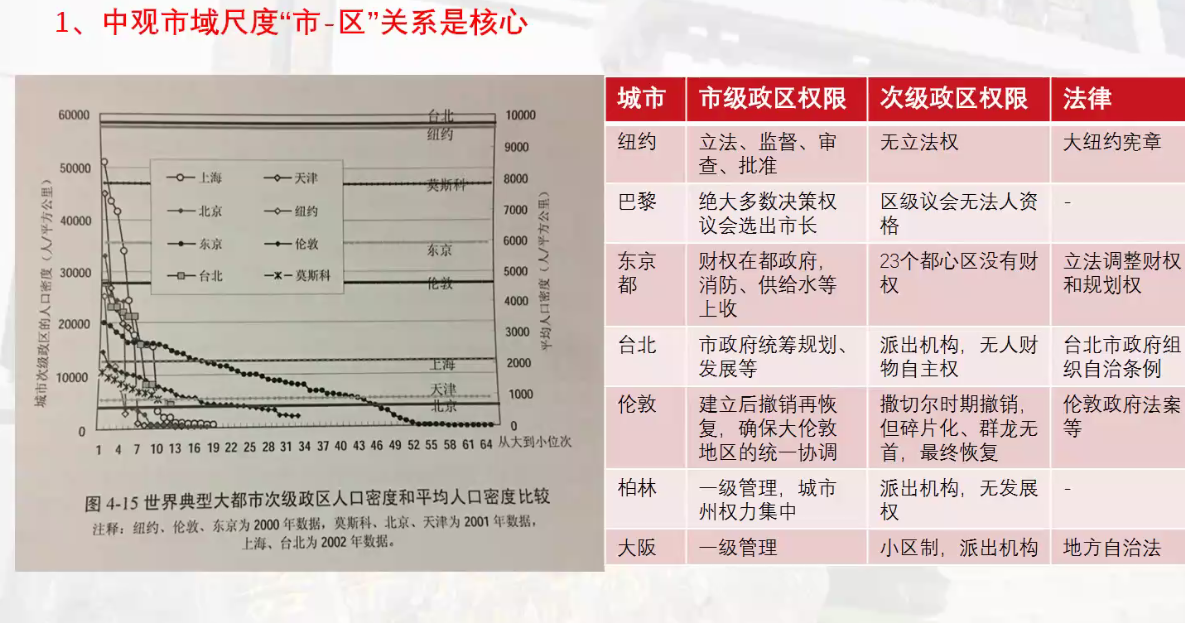 1、中观市域尺度“市-区”关系是核心
60000
50000
40000
30000
20000
10000
0
城市次级政区的人口密度（人/平方公里）
上海
天津
北京
纽约
东京
伦敦
台北
莫斯科
台北
纽约
莫斯科
东京
伦敦
上海
天津
北京
10000
9000
8000
7000
6000
5000
4000
3000
2000
1000
0
平均人口密度（人/平方公里）
1 4 7 10 13 16 19 22 25 28 31 34 37 40 43 46 49 52 55 58 61 64 从大到小位次
图 4-15 世界典型大都市次级政区人口密度和平均人口密度比较
注释：纽约、伦敦、东京为 2000 年数据，莫斯科、北京、天津为 2001 年数据，
上海、台北为 2002 年数据。
城市 市级政区权限 次级政区权限 法律
纽约 立法、监督、审 无立法权 大纽约宪章
查、批准
巴黎 绝大多数决策权 区级议会无法人资 -
议会选出市长 格
东京 财权在都政府， 23个都心区没有财 立法调整财权
都 消防、供给水等 权 和规划权
上收
台北 市政府统筹规划、 派出机构，无人财 台北市政府组
发展等 物自主权 织自治条例
伦敦 建立后撤销再恢 撒切尔时期撤销， 伦敦政府法案
复，确保大伦敦 但碎片化、群龙无 等
地区的统一协调 首，最终恢复
柏林 一级管理，城市 派出机构，无发展 -
州权力集中 权
大阪 一级管理 小区制，派出机构 地方自治法